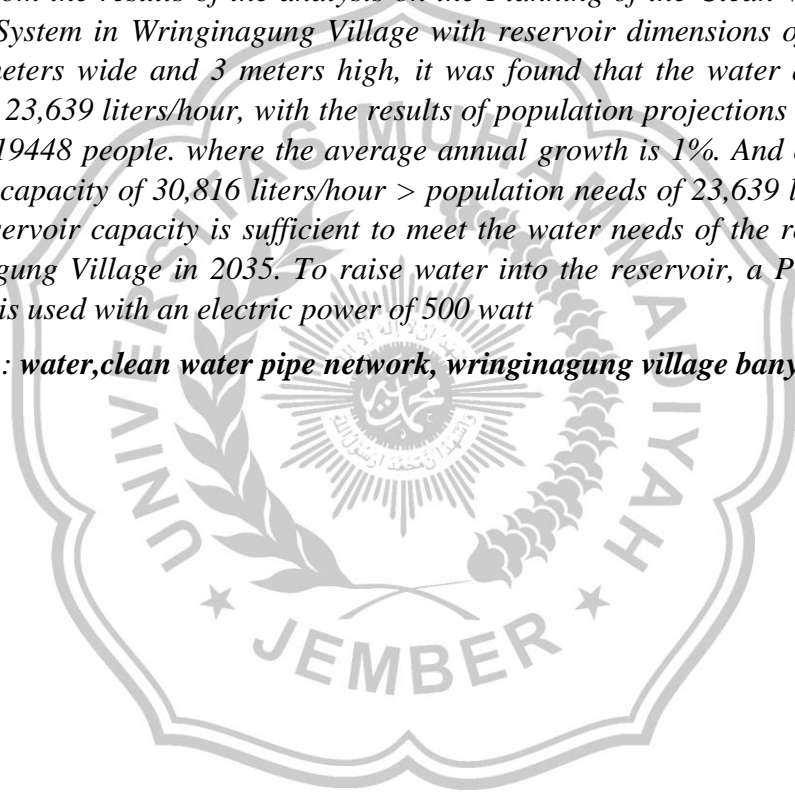 om the results of the analysis on the Planning of the Clean
System in Wringinagung Village with reservoir dimensions o
meters wide and 3 meters high, it was found that the water
23,639 liters/hour, with the results of population projections
19448 people. where the average annual growth is 1%. And
capacity of 30,816 liters/hour > population needs of 23,639 l
servoir capacity is sufficient to meet the water needs of the r
gung Village in 2035. To raise water into the reservoir, a P
is used with an electric power of 500 watt
: water,clean water pipe network, wringinagung village bany
UNIVERSITAS MUHAMMADIYAH
JEMBER